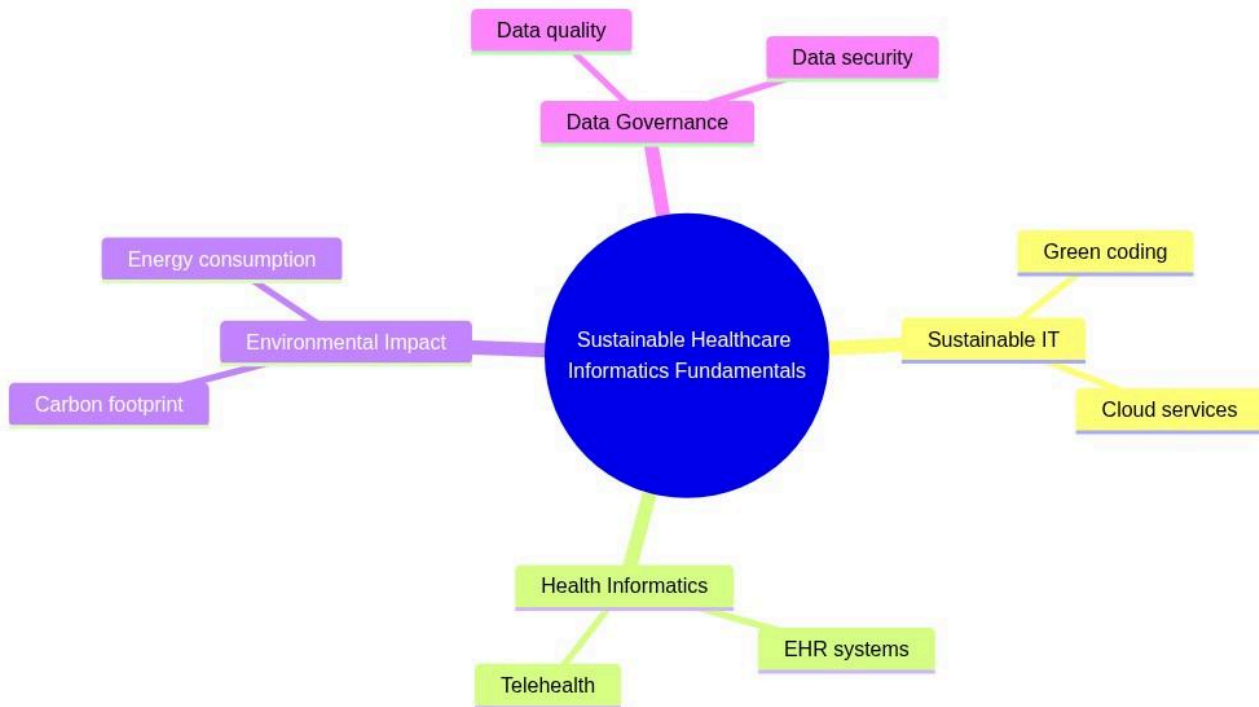 Data quality
Data security
Data Governance
Energy consumption
Green coding
Environmental Impact
Sustainable Healthcare
Informatics Fundamentals
Sustainable IT
Carbon footprint
Cloud services
Health Informatics
EHR systems
Telehealth